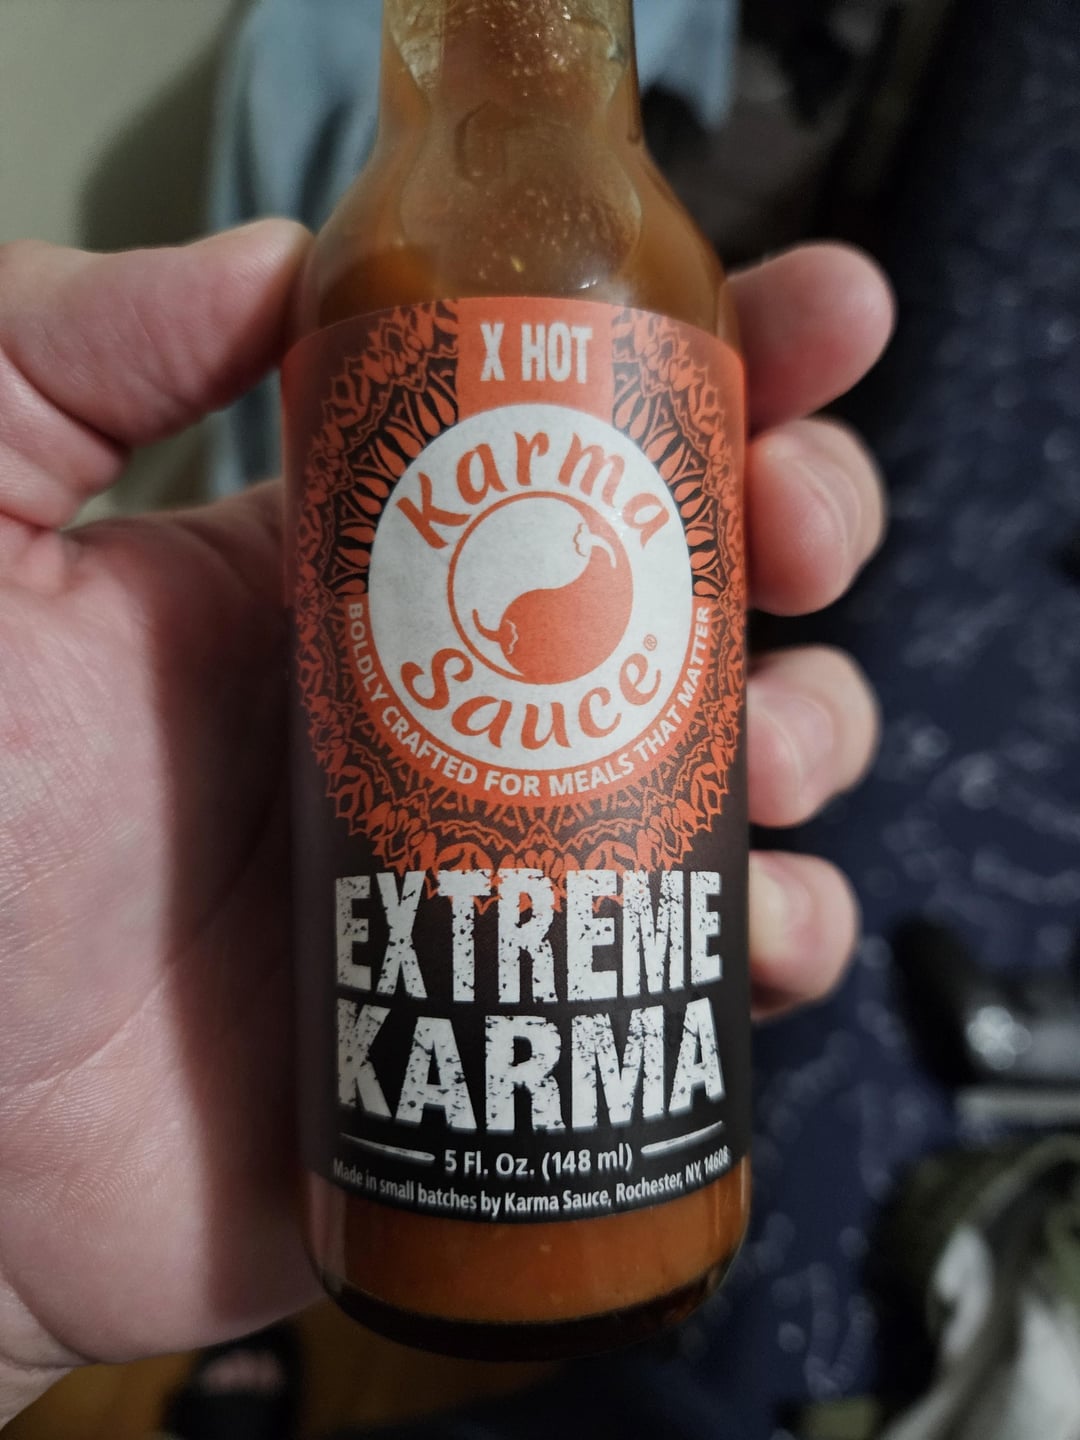 X HOT
Karma
Sauce®
BOLDLY CRAFTED FOR MEALS THAT MATTER
EXTREME
KARMA
5 Fl. Oz. (148 ml)
Made in small batches by Karma Sauce, Rochester, NY, 14608